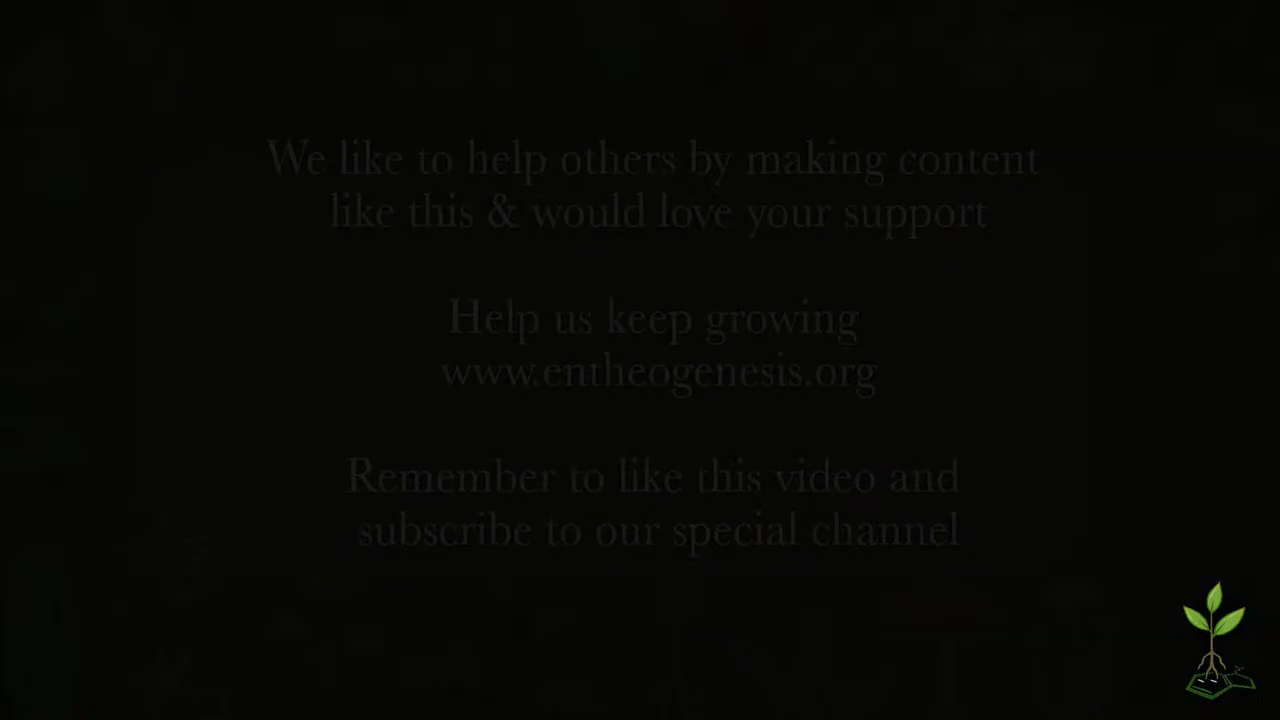 We like to help others by making content
like this & would love your support
Help us keep growing
www.entheogenesis.org
Remember to like this video and
subscribe to our special channel